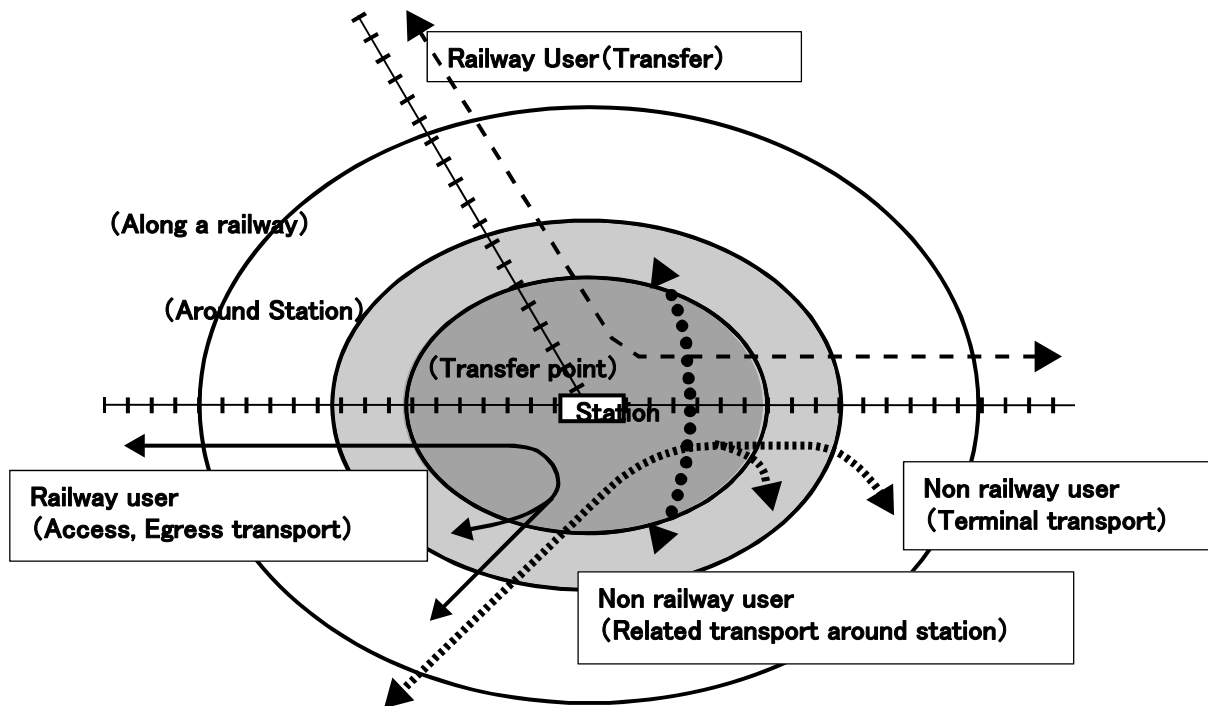 Railway User(Transfer)
(Along a railway)
(Around Station)
(Transfer point)
Station
Railway user
(Access, Egress transport)
Non railway user
(Terminal transport)
Non railway user
(Related transport around station)